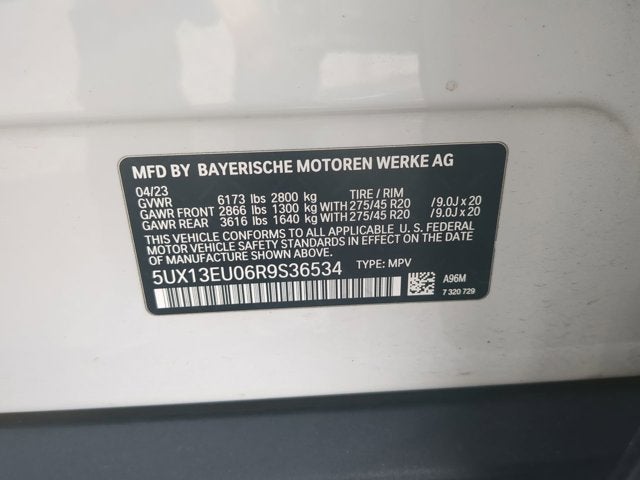 MFD BY BAYERISCHE MOTOREN WERKE AG
04/23 TIRE / RIM
GVWR 6173 lbs 2800 kg
GAWR FRONT 2866 lbs 1300 kg WITH 275/45 R20 / 9.0J x 20
GAWR REAR 3616 lbs 1640 kg WITH 275/45 R20 / 9.0J x 20
THIS VEHICLE CONFORMS TO ALL APPLICABLE U. S. FEDERAL
MOTOR VEHICLE SAFETY STANDARDS IN EFFECT ON THE DATE OF
MANUFACTURE SHOWN ABOVE.
5UX13EU06R9S36534 TYPE: MPV
A96M
7 320 729